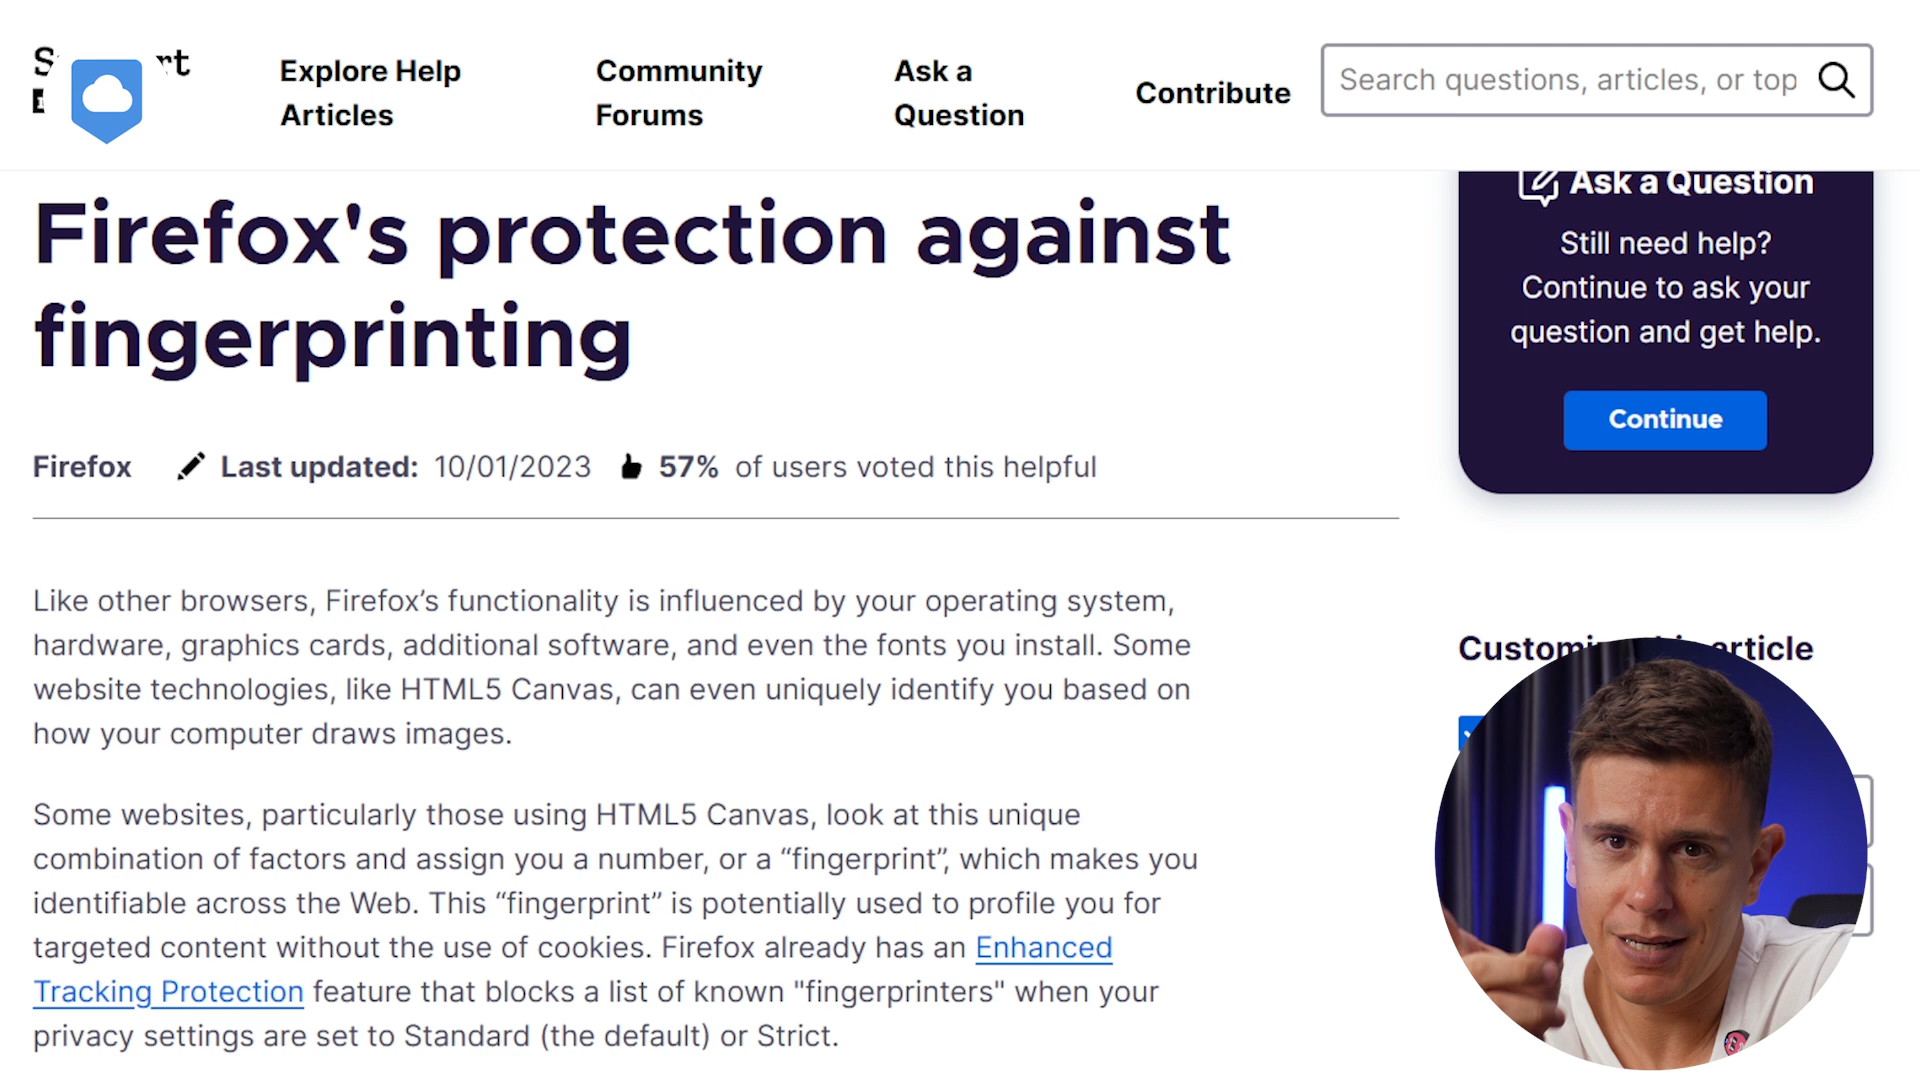 Explore Help
Articles
Community
Forums
Ask a
Question
Contribute
Search questions, articles, or top
Firefox's protection against
fingerprinting
Firefox
Last updated: 10/01/2023
57% of users voted this helpful
Like other browsers, Firefox’s functionality is influenced by your operating system,
hardware, graphics cards, additional software, and even the fonts you install. Some
website technologies, like HTML5 Canvas, can even uniquely identify you based on
how your computer draws images.
Some websites, particularly those using HTML5 Canvas, look at this unique
combination of factors and assign you a number, or a “fingerprint”, which makes you
identifiable across the Web. This “fingerprint” is potentially used to profile you for
targeted content without the use of cookies. Firefox already has an Enhanced
Tracking Protection feature that blocks a list of known "fingerprinters" when your
privacy settings are set to Standard (the default) or Strict.
Ask a Question
Still need help?
Continue to ask your
question and get help.
Continue